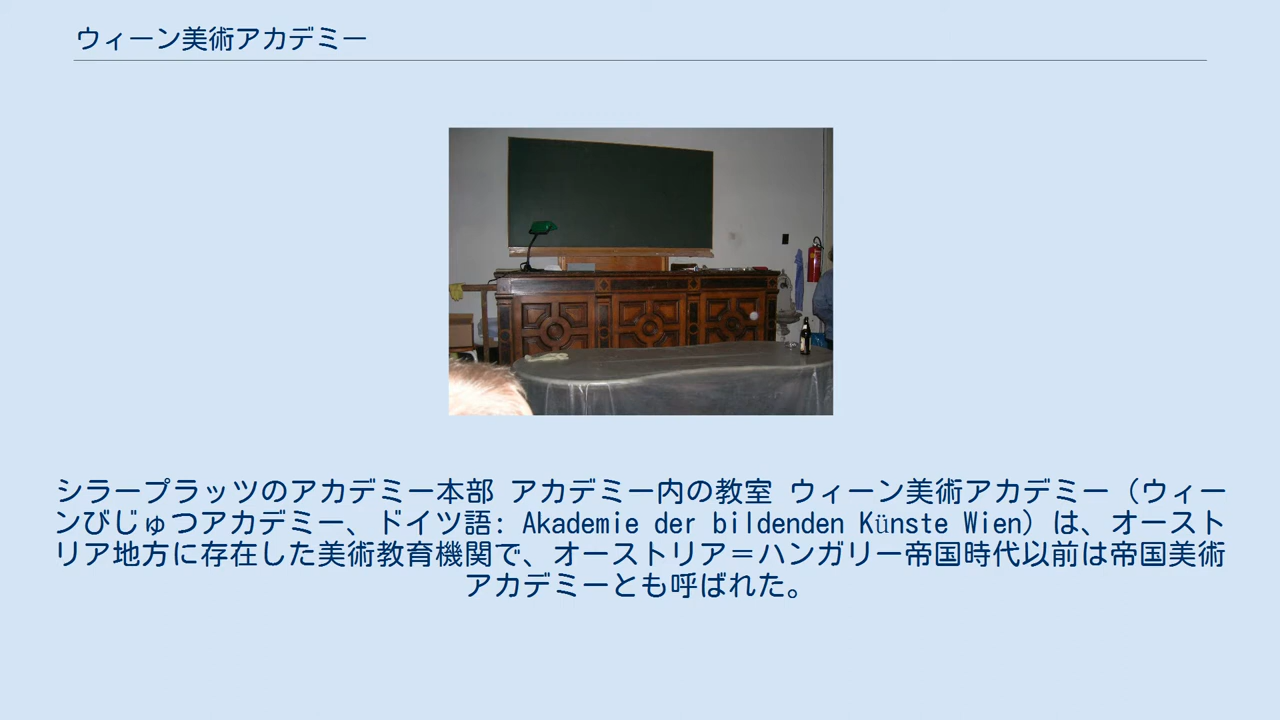 ウィーン美術アカデミー
シラープラッツのアカデミー本部 アカデミー内の教室 ウィーン美術アカデミー（ウィー
ンびじゅつアカデミー、ドイツ語: Akademie der bildenden Künste Wien）は、オースト
リア地方に存在した美術教育機関で、オーストリア＝ハンガリー帝国時代以前は帝国美術
アカデミーとも呼ばれた。